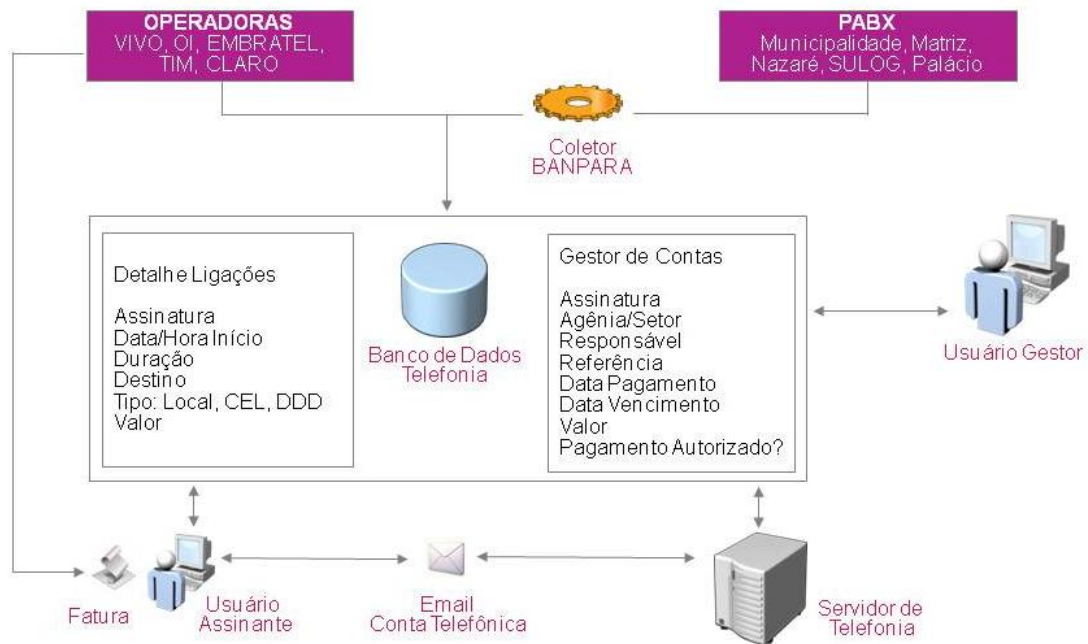 OPERADORAS
VIVO, OI, EMBRATEL,
TIM, CLARO
PABX
Municipalidade, Matriz,
Nazaré, SULOG, Palácio
Coletor
BANPARA
Detalhe Ligações
Assinatura
Data/Hora Início
Duração
Destino
Tipo: Local, CEL, DDD
Valor
Banco de Dados
Telefonia
Gestor de Contas
Assinatura
Agênia/Setor
Responsável
Referência
Data Pagamento
Data Vencimento
Valor
Pagamento Autorizado?
Usuário Gestor
Fatura
Usuário
Assinante
Email
Conta Telefônica
Servidor de
Telefonia